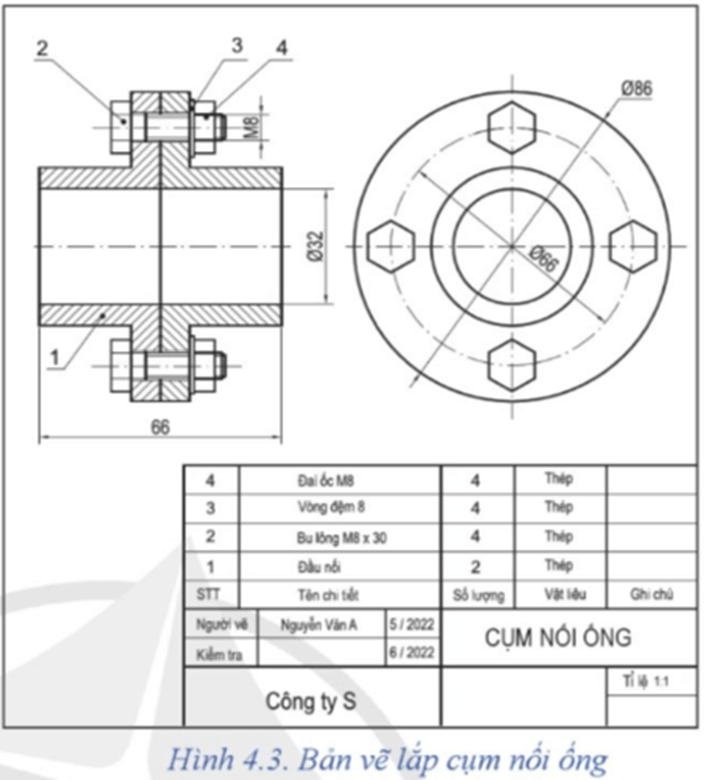 2 3 4
Ø86
M8
Ø32
Ø66
1
66
4 Đai ốc M8 4 Thép
3 Vòng đệm 8 4 Thép
2 Bu lông M8 x 30 4 Thép
1 Đầu nối 2 Thép
STT Tên chi tiết Số lượng Vật liệu Ghi chú
Người vẽ Nguyễn Văn A 5 / 2022 CỤM NỐI ỐNG
Kiểm tra 6 / 2022
Công ty S Tỉ lệ 1:1
Hình 4.3. Bản vẽ lắp cụm nối ống